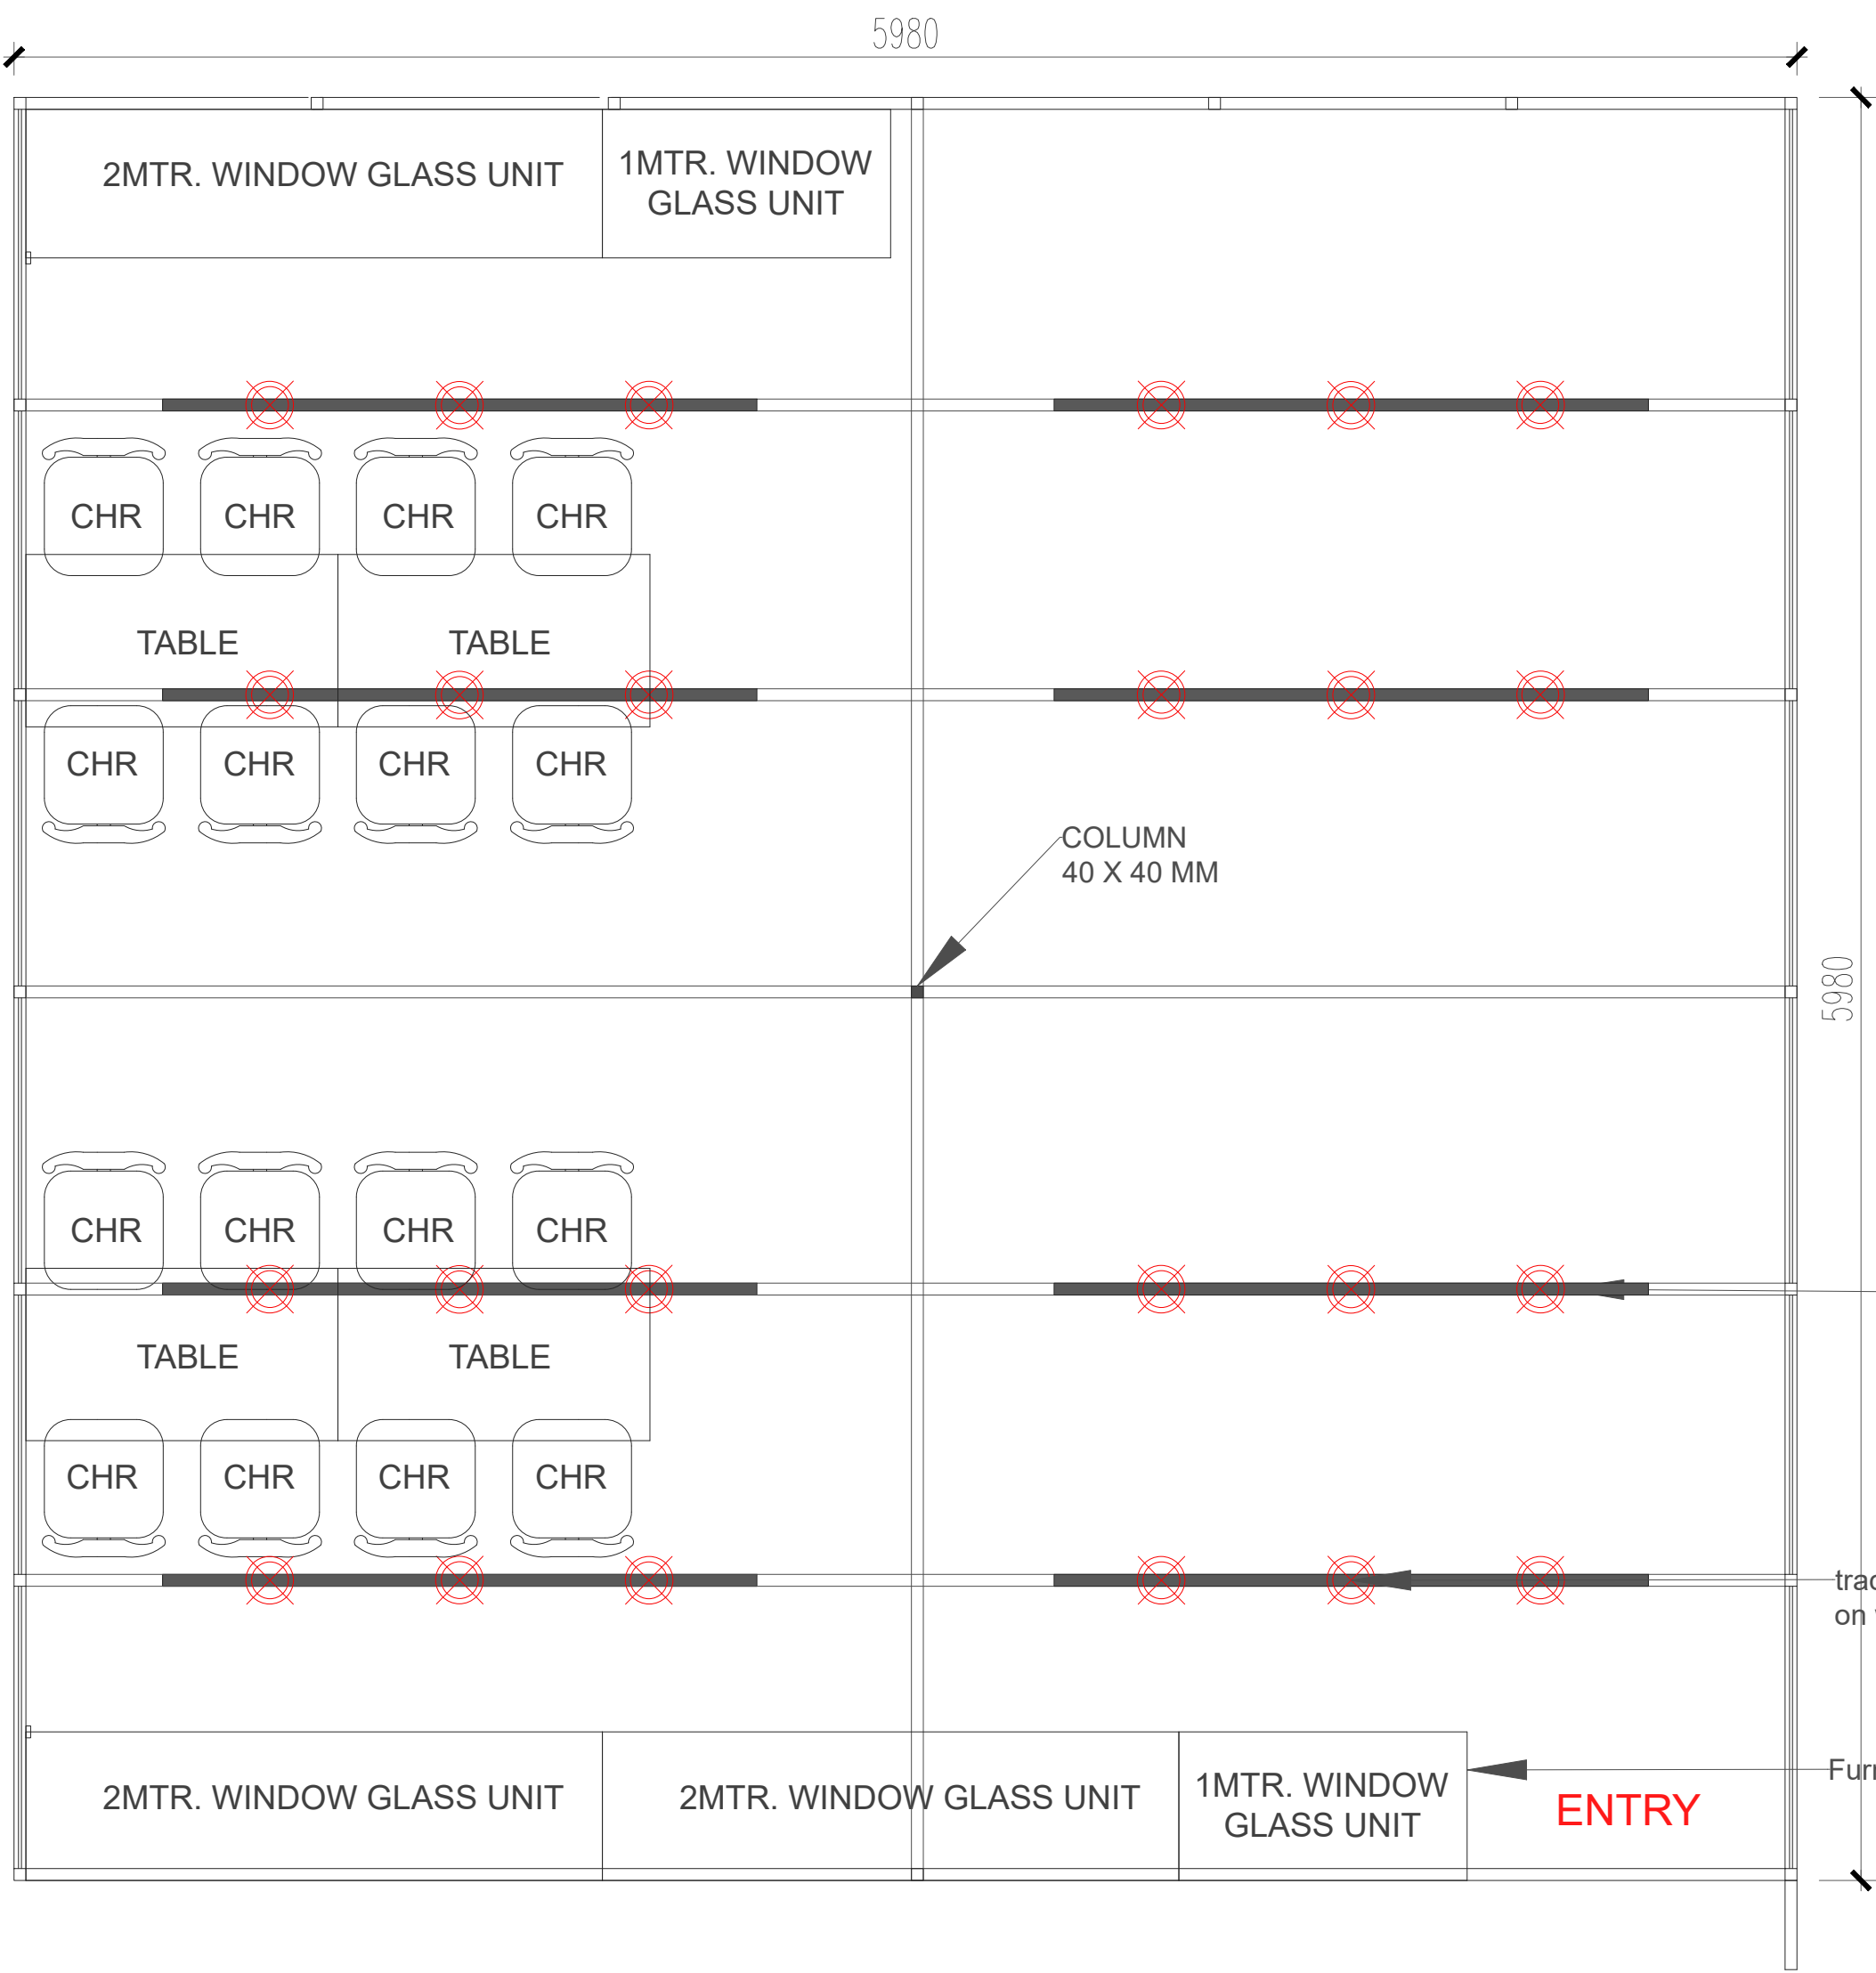 5980
2MTR. WINDOW GLASS UNIT
1MTR. WINDOW
GLASS UNIT
CHR CHR CHR CHR
TABLE TABLE
CHR CHR CHR CHR
COLUMN
40 X 40 MM
5980
CHR CHR CHR CHR
TABLE TABLE
CHR CHR CHR CHR
on
2MTR. WINDOW GLASS UNIT
2MTR. WINDOW GLASS UNIT
1MTR. WINDOW
GLASS UNIT
ENTRY